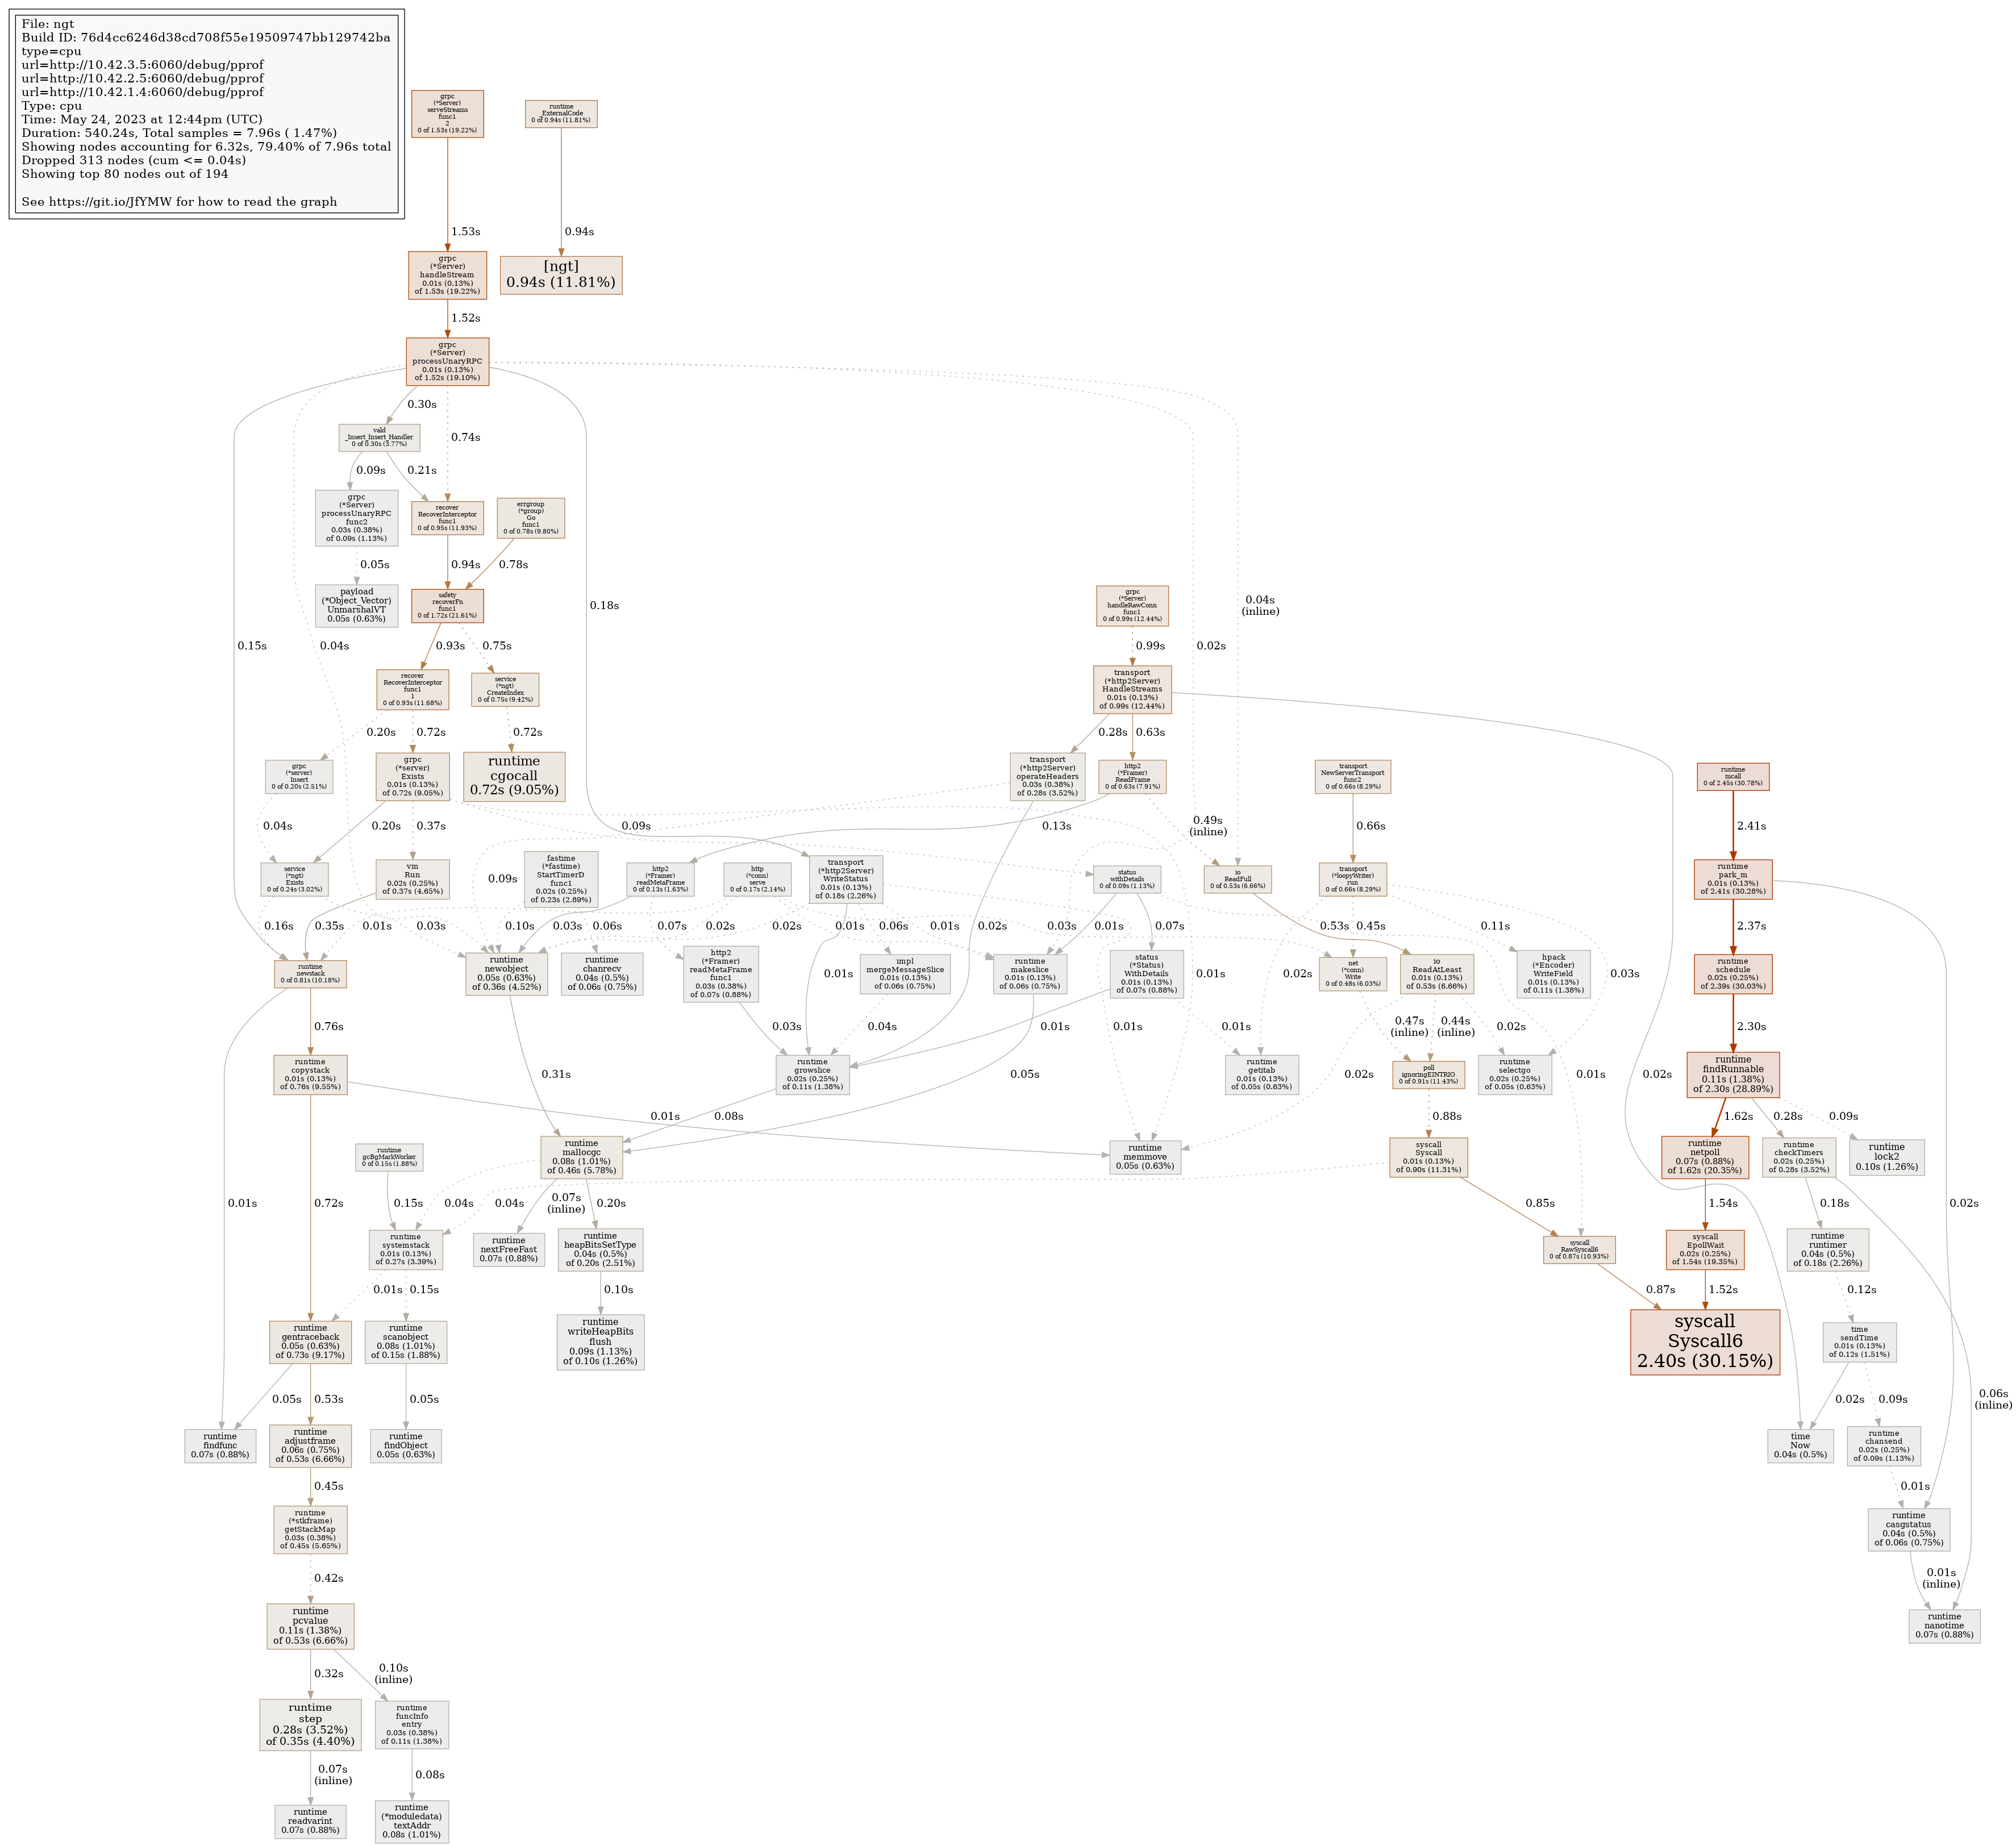 File: ngt
Build ID: 76d4cc6246d38cd708f55e19509747bb129742ba
type=cpu
url=http://10.42.3.5:6060/debug/pprof
url=http://10.42.2.5:6060/debug/pprof
url=http://10.42.1.4:6060/debug/pprof
Type: cpu
Time: May 24, 2023 at 12:44pm (UTC)
Duration: 540.24s, Total samples = 7.96s ( 1.47%)
Showing nodes accounting for 6.32s, 79.40% of 7.96s total
Dropped 313 nodes (cum <= 0.04s)
Showing top 80 nodes out of 194
See https://git.io/JfYMW for how to read the graph
grpc
(*Server)
serveStreams
func1
2
0 of 1.53s (19.22%)
runtime
_ExternalCode
0 of 0.94s (11.81%)
1.53s
0.94s
grpc
(*Server)
handleStream
0.01s (0.13%)
of 1.53s (19.22%)
[ngt]
0.94s (11.81%)
1.52s
grpc
(*Server)
processUnaryRPC
0.01s (0.13%)
of 1.52s (19.10%)
0.30s
vald
_Insert_Insert_Handler
0 of 0.30s (3.77%)
0.74s
0.09s
0.21s
grpc
(*Server)
processUnaryRPC
func2
0.03s (0.38%)
of 0.09s (1.13%)
recover
RecoverInterceptor
func1
0 of 0.95s (11.93%)
errgroup
(*group)
Go
func1
0 of 0.78s (9.80%)
0.05s
0.94s
0.78s
payload
(*Object_Vector)
UnmarshalVT
0.05s (0.63%)
safety
recoverFn
func1
0 of 1.72s (21.61%)
0.18s
grpc
(*Server)
handleRawConn
func1
0 of 0.99s (12.44%)
0.04s
(inline)
0.15s
0.04s
0.93s
0.75s
0.99s
0.02s
recover
RecoverInterceptor
func1
1
0 of 0.93s (11.68%)
service
(*ngt)
CreateIndex
0 of 0.75s (9.42%)
transport
(*http2Server)
HandleStreams
0.01s (0.13%)
of 0.99s (12.44%)
0.20s
0.72s
0.72s
0.28s
0.63s
grpc
(*server)
Insert
0 of 0.20s (2.51%)
grpc
(*server)
Exists
0.01s (0.13%)
of 0.72s (9.05%)
runtime
cgocall
0.72s (9.05%)
transport
(*http2Server)
operateHeaders
0.03s (0.38%)
of 0.28s (3.52%)
http2
(*Framer)
ReadFrame
0 of 0.63s (7.91%)
transport
NewServerTransport
func2
0 of 0.66s (8.29%)
runtime
mcall
0 of 2.45s (30.78%)
0.04s
0.20s
0.37s
0.09s
0.13s
0.49s
(inline)
0.66s
2.41s
service
(*ngt)
Exists
0 of 0.24s (3.02%)
vm
Run
0.02s (0.25%)
of 0.37s (4.65%)
0.09s
fastime
(*fastime)
StartTimerD
func1
0.02s (0.25%)
of 0.23s (2.89%)
http2
(*Framer)
readMetaFrame
0 of 0.13s (1.63%)
http
(*conn)
serve
0 of 0.17s (2.14%)
transport
(*http2Server)
WriteStatus
0.01s (0.13%)
of 0.18s (2.26%)
status
withDetails
0 of 0.09s (1.13%)
io
ReadFull
0 of 0.53s (6.66%)
transport
(*loopyWriter)
run
0 of 0.66s (8.29%)
runtime
park_m
0.01s (0.13%)
of 2.41s (30.28%)
0.16s
0.35s
0.01s
0.03s
0.10s
0.06s
0.03s
0.07s
0.02s
0.02s
0.01s
0.06s
0.01s
0.02s
0.03s
0.01s
0.07s
0.53s
0.45s
0.11s
2.37s
runtime
newstack
0 of 0.81s (10.18%)
runtime
newobject
0.05s (0.63%)
of 0.36s (4.52%)
runtime
chanrecv
0.04s (0.5%)
of 0.06s (0.75%)
http2
(*Framer)
readMetaFrame
func1
0.03s (0.38%)
of 0.07s (0.88%)
0.01s
impl
mergeMessageSlice
0.01s (0.13%)
of 0.06s (0.75%)
runtime
makeslice
0.01s (0.13%)
of 0.06s (0.75%)
status
(*Status)
WithDetails
0.01s (0.13%)
of 0.07s (0.88%)
0.01s
0.02s
net
(*conn)
Write
0 of 0.48s (6.03%)
io
ReadAtLeast
0.01s (0.13%)
of 0.53s (6.66%)
hpack
(*Encoder)
WriteField
0.01s (0.13%)
of 0.11s (1.38%)
0.03s
runtime
schedule
0.02s (0.25%)
of 2.39s (30.03%)
0.76s
0.03s
0.04s
0.01s
0.01s
0.01s
0.47s
(inline)
0.44s
(inline)
0.02s
2.30s
runtime
copystack
0.01s (0.13%)
of 0.76s (9.55%)
0.31s
runtime
growslice
0.02s (0.25%)
of 0.11s (1.38%)
0.05s
runtime
getitab
0.01s (0.13%)
of 0.05s (0.63%)
0.02s
poll
ignoringEINTRIO
0 of 0.91s (11.43%)
runtime
selectgo
0.02s (0.25%)
of 0.05s (0.63%)
0.01s
0.02s
runtime
findRunnable
0.11s (1.38%)
of 2.30s (28.89%)
0.08s
0.01s
0.88s
1.62s
0.28s
0.09s
runtime
gcBgMarkWorker
0 of 0.15s (1.88%)
runtime
mallocgc
0.08s (1.01%)
of 0.46s (5.78%)
runtime
memmove
0.05s (0.63%)
syscall
Syscall
0.01s (0.13%)
of 0.90s (11.31%)
runtime
netpoll
0.07s (0.88%)
of 1.62s (20.35%)
runtime
checkTimers
0.02s (0.25%)
of 0.28s (3.52%)
runtime
lock2
0.10s (1.26%)
0.01s
0.72s
0.15s
0.04s
0.04s
0.07s
(inline)
0.20s
0.85s
1.54s
0.18s
0.02s
runtime
systemstack
0.01s (0.13%)
of 0.27s (3.39%)
runtime
nextFreeFast
0.07s (0.88%)
runtime
heapBitsSetType
0.04s (0.5%)
of 0.20s (2.51%)
syscall
RawSyscall6
0 of 0.87s (10.93%)
syscall
EpollWait
0.02s (0.25%)
of 1.54s (19.35%)
runtime
runtimer
0.04s (0.5%)
of 0.18s (2.26%)
0.01s
0.15s
0.10s
0.87s
1.52s
0.12s
runtime
gentraceback
0.05s (0.63%)
of 0.73s (9.17%)
runtime
scanobject
0.08s (1.01%)
of 0.15s (1.88%)
runtime
writeHeapBits
flush
0.09s (1.13%)
of 0.10s (1.26%)
syscall
Syscall6
2.40s (30.15%)
time
sendTime
0.01s (0.13%)
of 0.12s (1.51%)
0.05s
0.53s
0.05s
0.02s
0.09s
0.06s
(inline)
runtime
findfunc
0.07s (0.88%)
runtime
adjustframe
0.06s (0.75%)
of 0.53s (6.66%)
runtime
findObject
0.05s (0.63%)
time
Now
0.04s (0.5%)
runtime
chansend
0.02s (0.25%)
of 0.09s (1.13%)
0.45s
0.01s
runtime
(*stkframe)
getStackMap
0.03s (0.38%)
of 0.45s (5.65%)
runtime
casgstatus
0.04s (0.5%)
of 0.06s (0.75%)
0.42s
0.01s
(inline)
runtime
pcvalue
0.11s (1.38%)
of 0.53s (6.66%)
runtime
nanotime
0.07s (0.88%)
0.32s
0.10s
(inline)
runtime
step
0.28s (3.52%)
of 0.35s (4.40%)
runtime
funcInfo
entry
0.03s (0.38%)
of 0.11s (1.38%)
0.07s
(inline)
0.08s
runtime
readvarint
0.07s (0.88%)
runtime
(*moduledata)
textAddr
0.08s (1.01%)